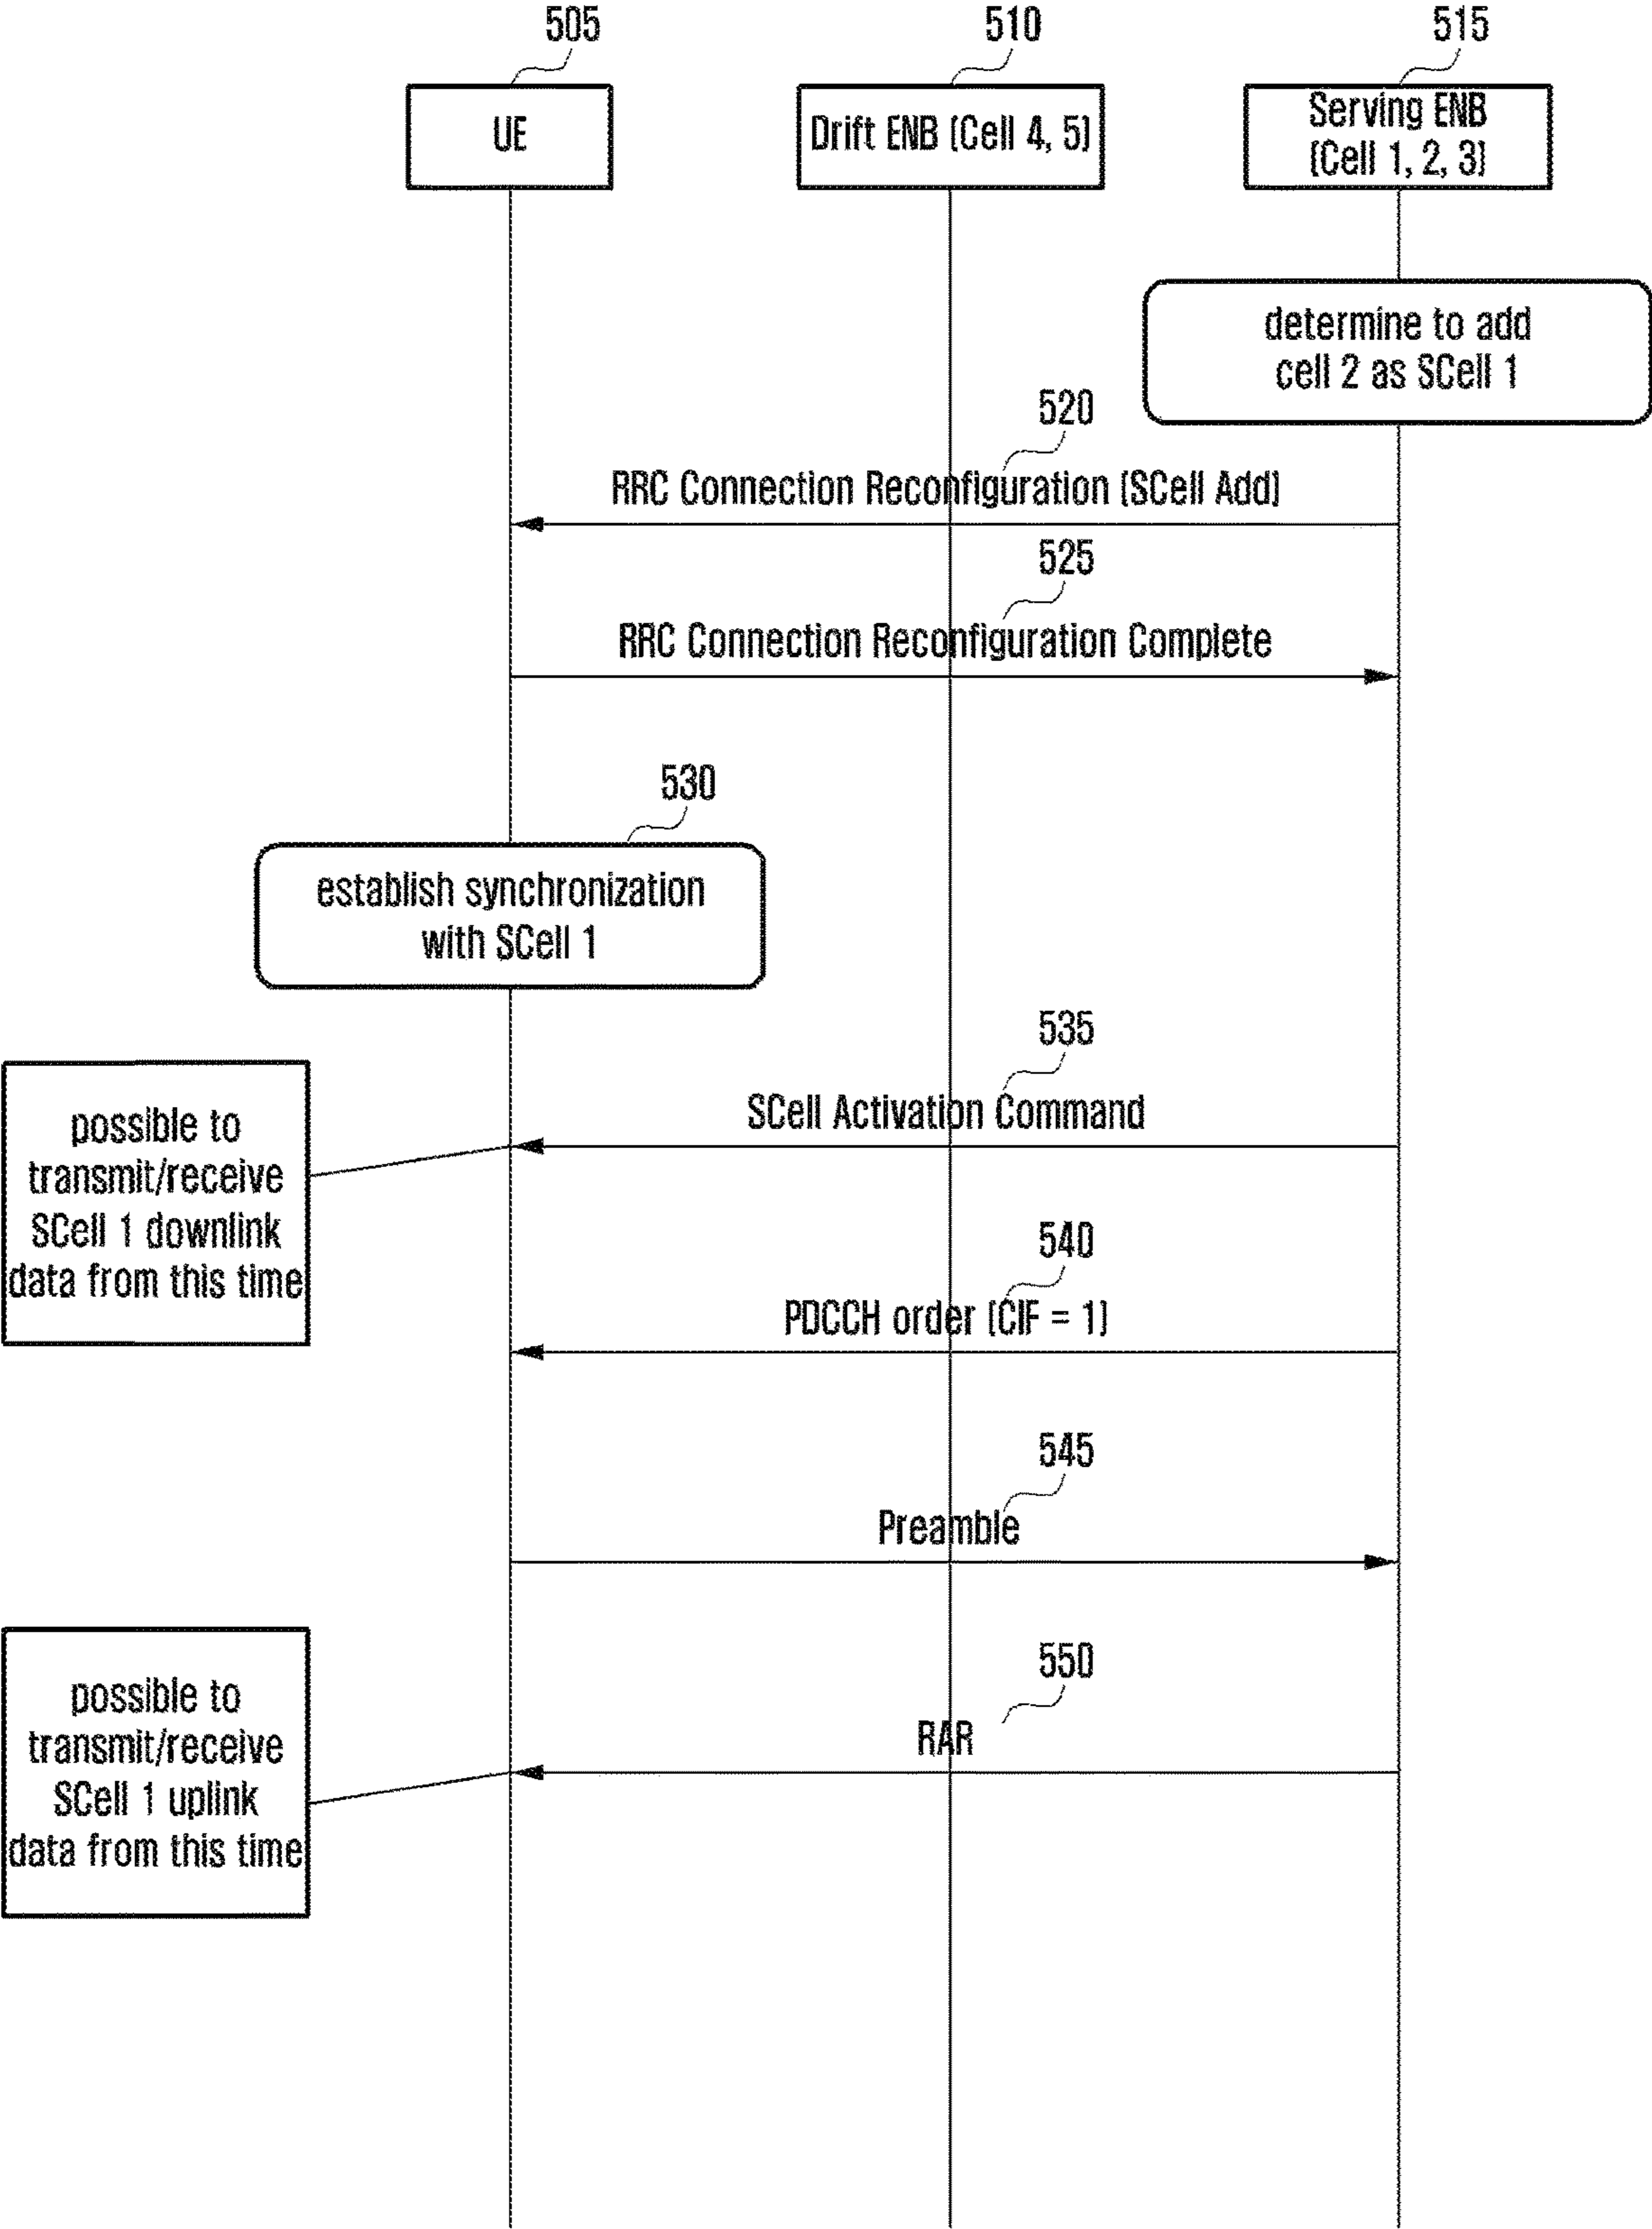 505
510
515
UE
Drift ENB (Cell 4, 5)
Serving ENB
(Cell 1, 2, 3)
determine to add
cell 2 as SCell 1
520
RRC Connection Reconfiguration (SCell Add)
525
RRC Connection Reconfiguration Complete
530
establish synchronization
with SCell 1
535
SCell Activation Command
possible to
transmit/receive
SCell 1 downlink
data from this time
540
PDCCH order (CIF = 1)
545
Preamble
550
RAR
possible to
transmit/receive
SCell 1 uplink
data from this time